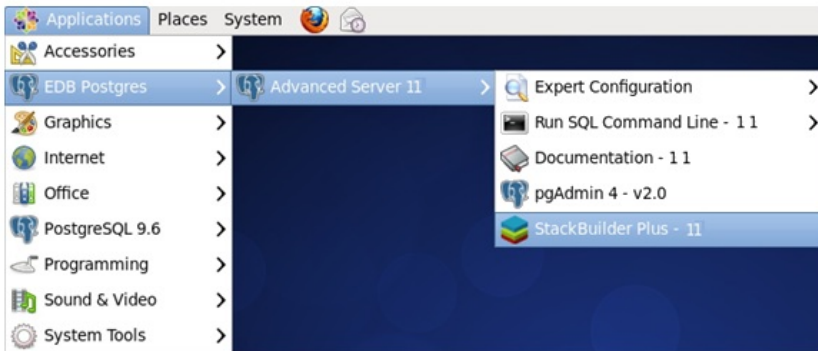 Applications Places System
Accessories
EDB Postgres
Graphics
Internet
Office
PostgreSQL 9.6
Programming
Sound & Video
System Tools
Advanced Server 11
Expert Configuration
Run SQL Command Line - 11
Documentation - 11
pgAdmin 4 - v2.0
StackBuilder Plus - 11